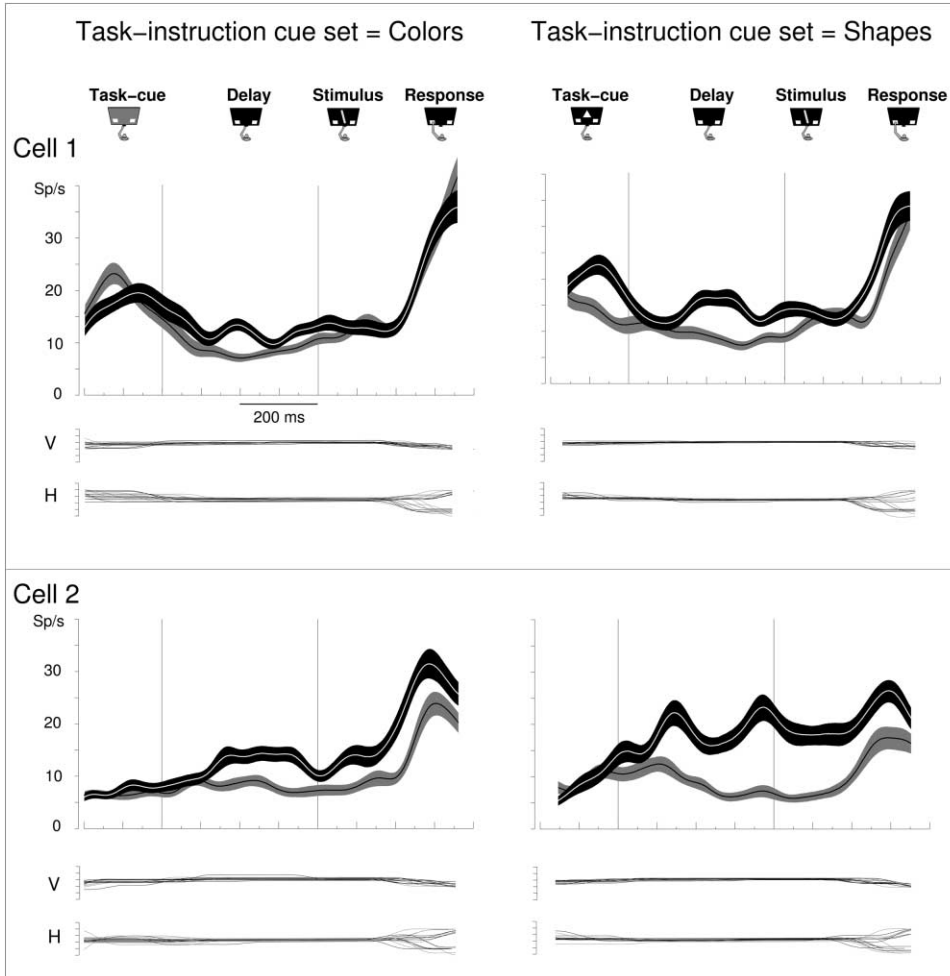 Task−instruction cue set = Colors
Task−instruction cue set = Shapes
Task−cue Delay Stimulus Response
Task−cue Delay Stimulus Response
Cell 1
Sp/s
30
20
10
0
200 ms
V
H
Cell 2
Sp/s
30
20
10
0
V
H